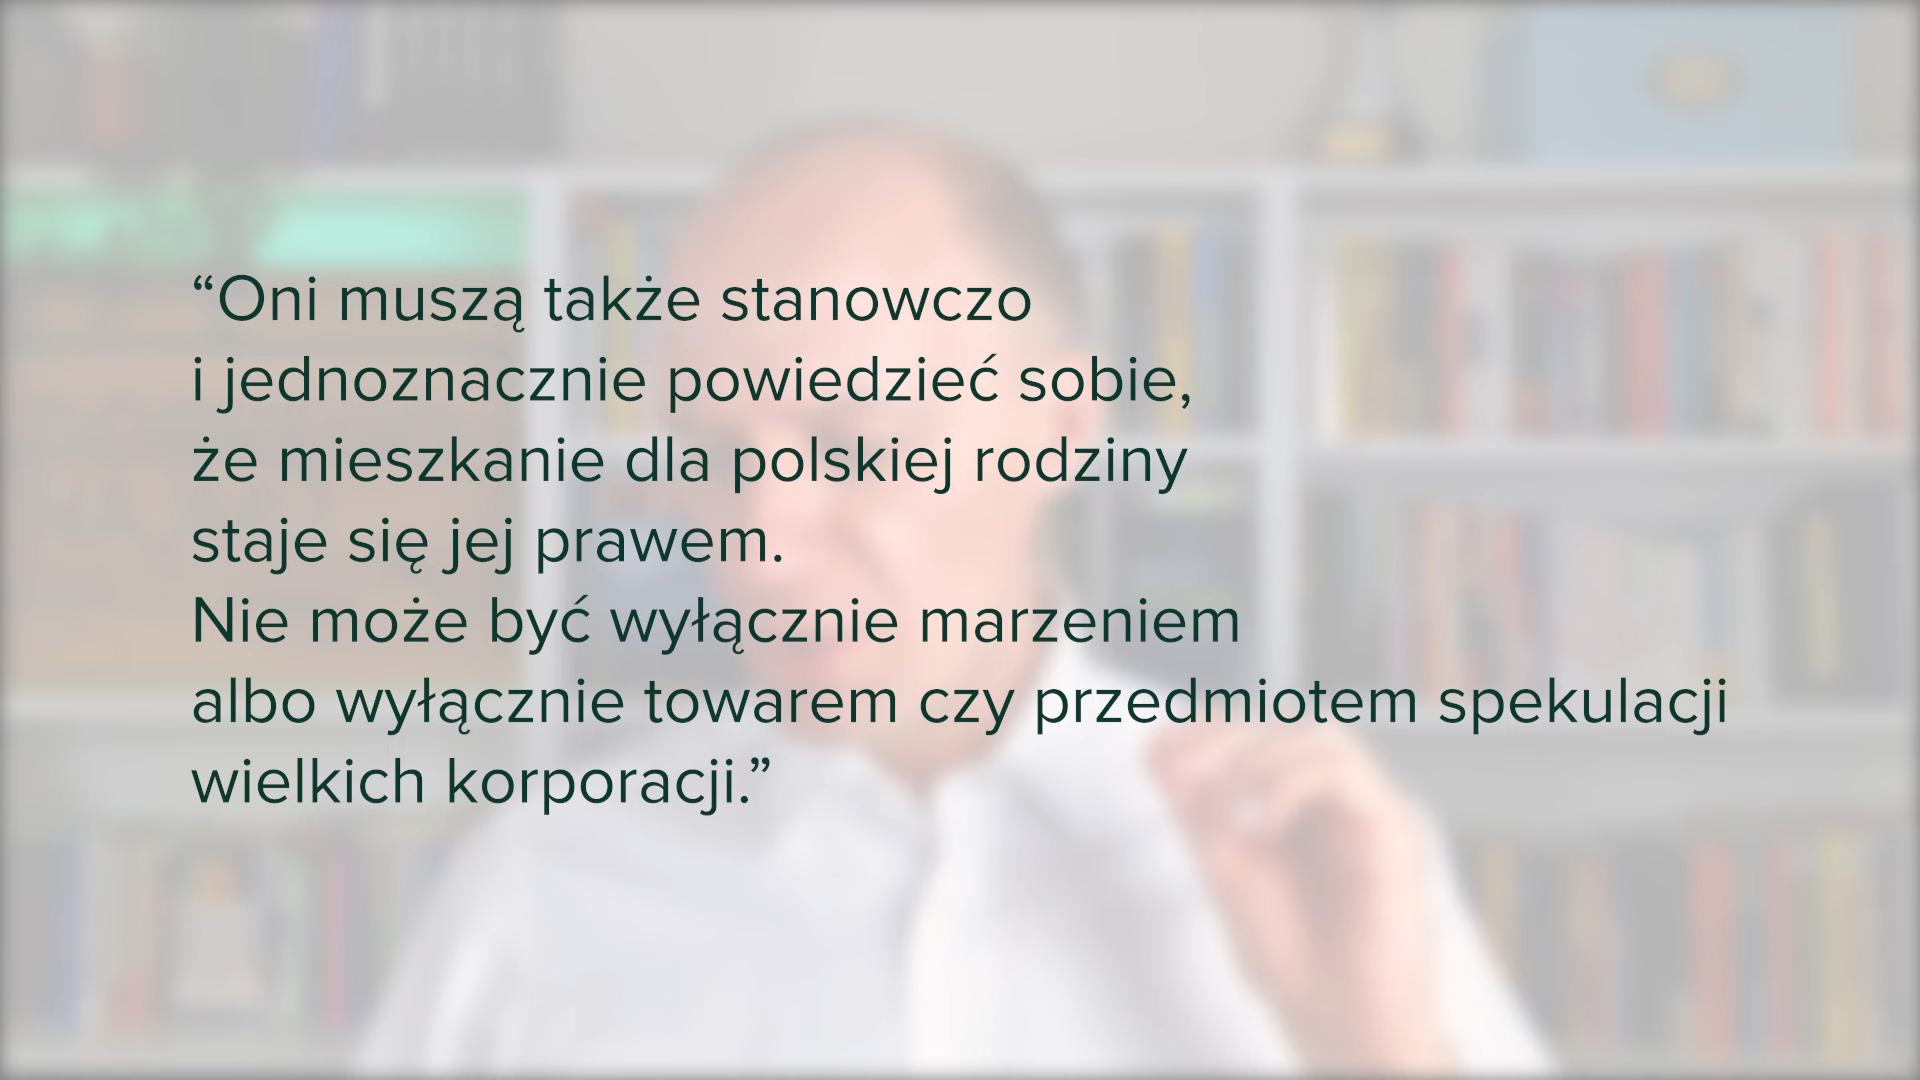 “Oni muszą także stanowczo
i jednoznacznie powiedzieć sobie,
że mieszkanie dla polskiej rodziny
staje się jej prawem.
Nie może być wyłącznie marzeniem
albo wyłącznie towarem czy przedmiotem spekulacji
wielkich korporacji.”